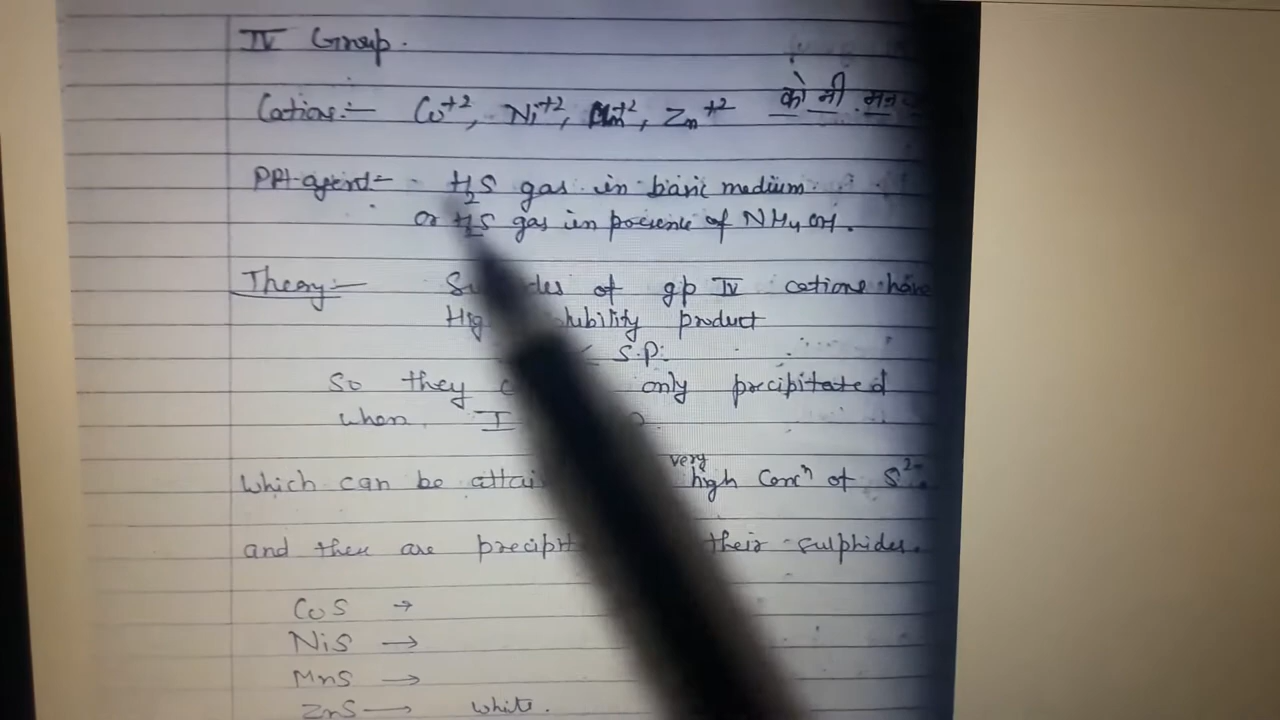 IV Group.
Cations:- Co+2, Ni+2, Mn+2, Zn+2 को नी मन
PPt agent:- H2S gas in basic medium.
or H2S gas in presence of NH4OH.
Theory:- of gp IV cations have
product
< S.P.
So they only precipitated
when I
which can be very high Concn of S2-.
and then are their sulphides.
CoS →
NiS →
MnS →
ZnS → white.